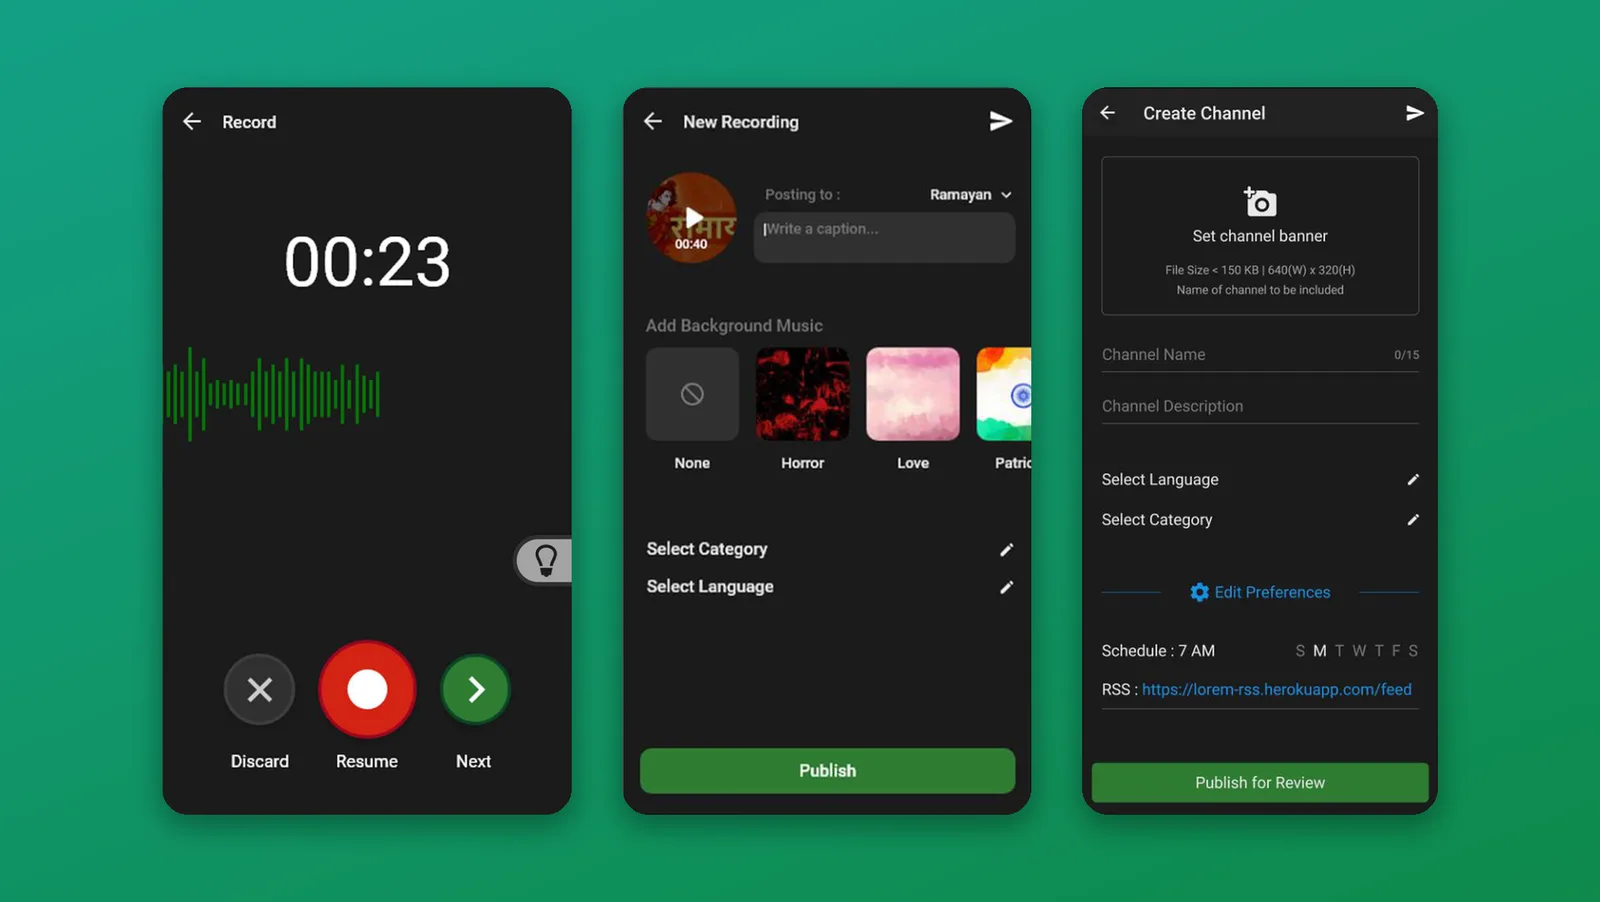 Record
00:23
Discard
Resume
Next
New Recording
Posting to :
Ramayan
Write a caption...
00:40
Add Background Music
None
Horror
Love
Patric
Select Category
Select Language
Publish
Create Channel
Set channel banner
File Size < 150 KB | 640(W) x 320(H)
Name of channel to be included
Channel Name
0/15
Channel Description
Select Language
Select Category
Edit Preferences
Schedule : 7 AM
S M T W T F S
RSS : https://lorem-rss.herokuapp.com/feed
Publish for Review